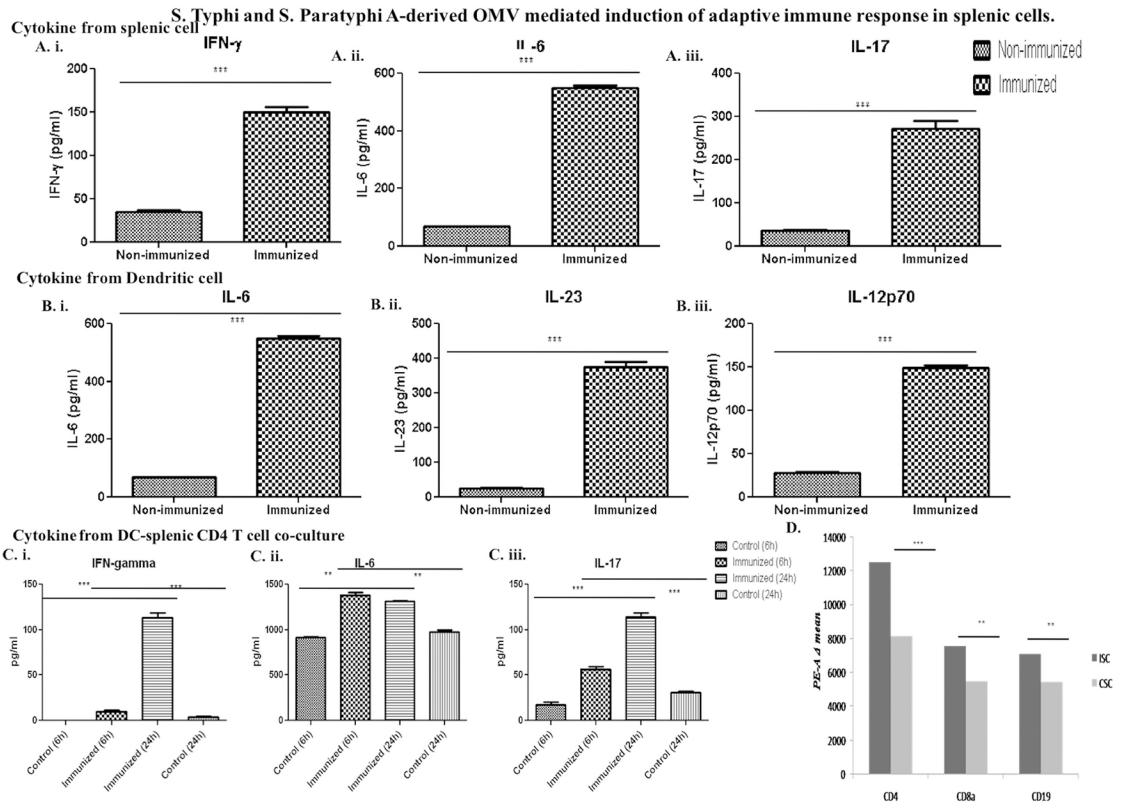 S. Typhi and S. Paratyphi A-derived OMV mediated induction of adaptive immune response in splenic cells.
Cytokine from splenic cell
A. i.
IFN-γ
***
IFN-γ (pg/ml)
200
150
100
50
0
Non-immunized
Immunized
A. ii.
IL -6
***
IL-6 (pg/ml)
600
400
200
0
Non-immunized
Immunized
A. iii.
IL-17
***
IL-17 (pg/ml)
400
300
200
100
0
Non-immunized
Immunized
Non-immunized
Immunized
Cytokine from Dendritic cell
B. i.
IL-6
***
IL-6 (pg/ml)
600
400
200
0
Non-immunized
Immunized
B. ii.
IL-23
***
IL-23 (pg/ml)
500
400
300
200
100
0
Non-immunized
Immunized
B. iii.
IL-12p70
***
IL-12p70 (pg/ml)
200
150
100
50
0
Non-immunized
Immunized
Cytokine from DC-splenic CD4 T cell co-culture
C. i.
IFN-gamma
***
***
pg/ml
150
100
50
0
Control (6h)
Immunized (6h)
Immunized (24h)
Control (24h)
C. ii.
IL-6
**
**
pg/ml
1500
1000
500
0
Control (6h)
Immunized (6h)
Immunized (24h)
Control (24h)
C. iii.
IL-17
***
***
pg/ml
150
100
50
0
Control (6h)
Immunized (6h)
Immunized (24h)
Control (24h)
Control (6h)
Immunized (6h)
Immunized (24h)
Control (24h)
D.
PE-A Δ mean
14000
12000
10000
8000
6000
4000
2000
0
***
**
**
CD4
CD8a
CD19
ISC
CSC